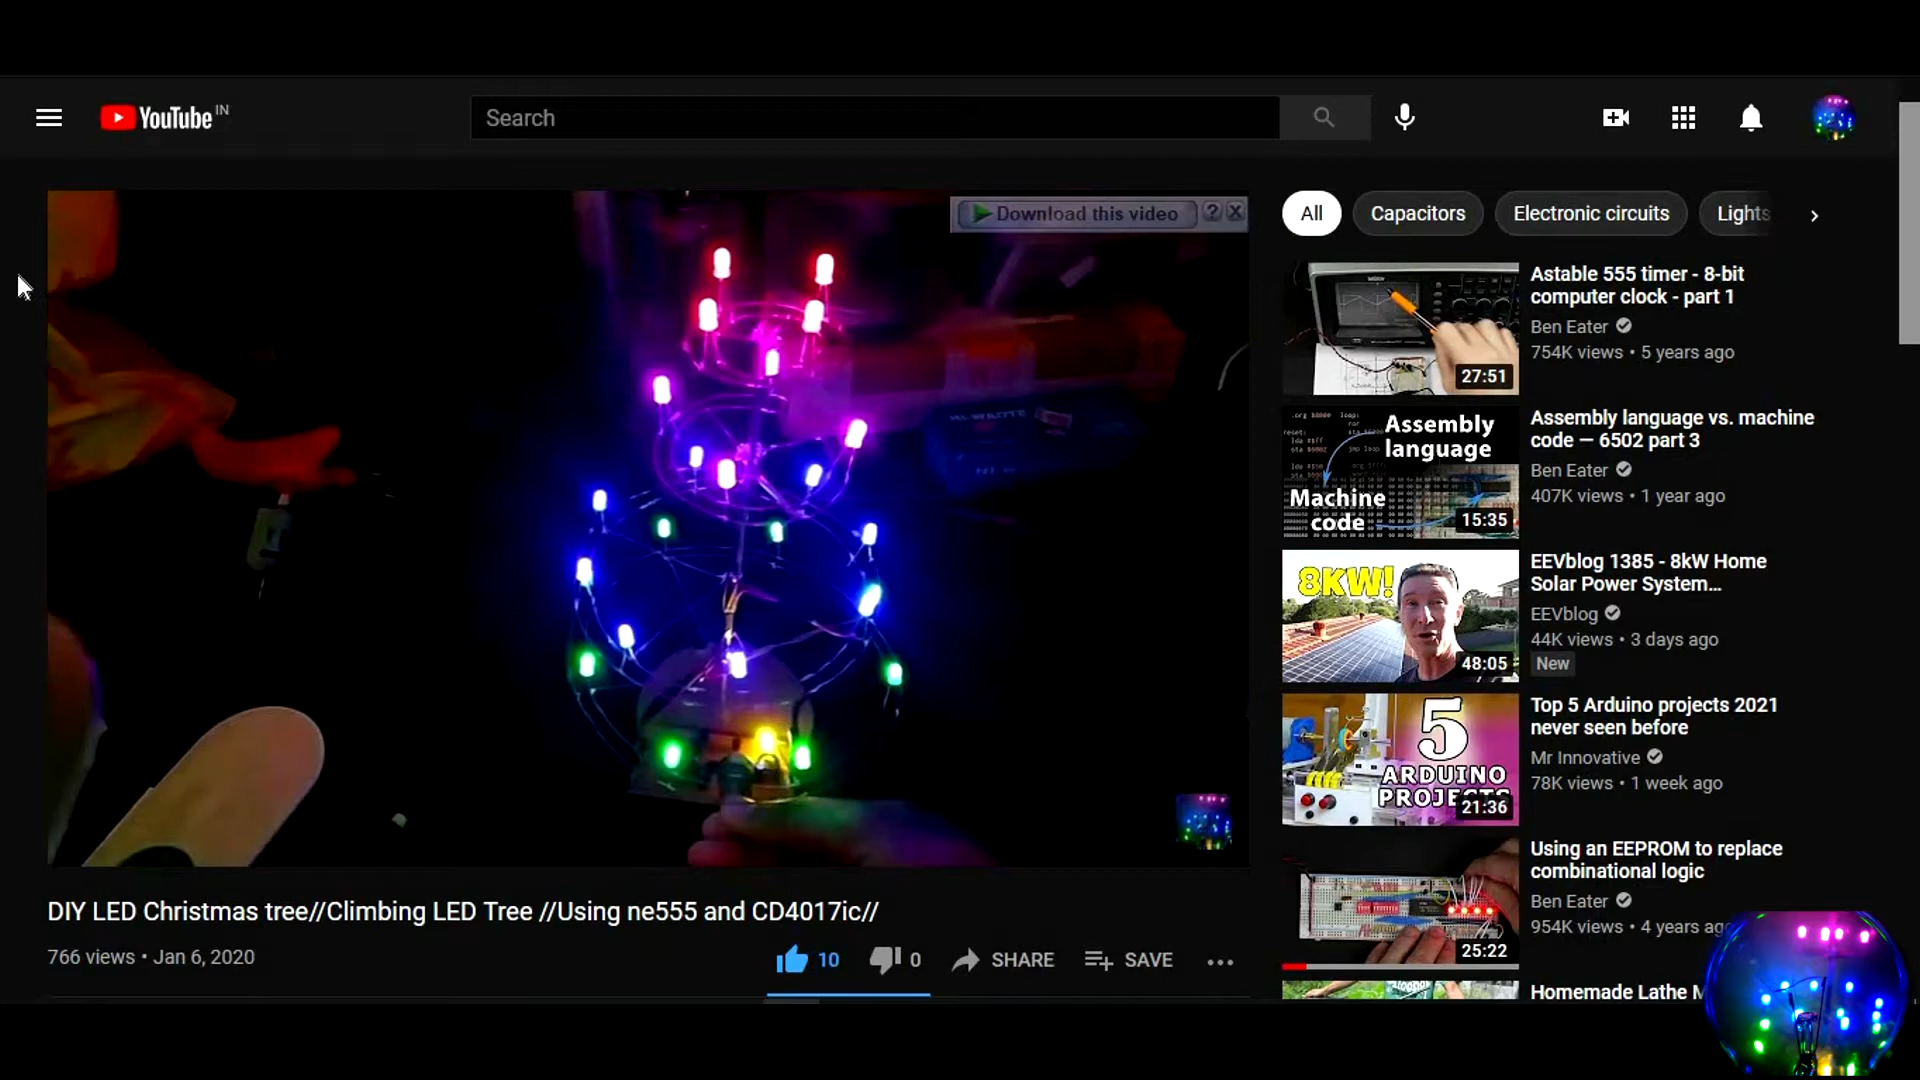 YouTube IN
Search
Download this video
?
X
All
Capacitors
Electronic circuits
Lights
Astable 555 timer - 8-bit
computer clock - part 1
Ben Eater
754K views • 5 years ago
27:51
Assembly
language
Machine
code
15:35
Assembly language vs. machine
code — 6502 part 3
Ben Eater
407K views • 1 year ago
8KW!
48:05
EEVblog 1385 - 8kW Home
Solar Power System...
EEVblog
44K views • 3 days ago
New
5
ARDUINO
PROJECTS
21:36
Top 5 Arduino projects 2021
never seen before
Mr Innovative
78K views • 1 week ago
25:22
Using an EEPROM to replace
combinational logic
Ben Eater
954K views • 4 years ago
Homemade Lathe M
DIY LED Christmas tree//Climbing LED Tree //Using ne555 and CD4017ic//
766 views • Jan 6, 2020
10
0
SHARE
SAVE